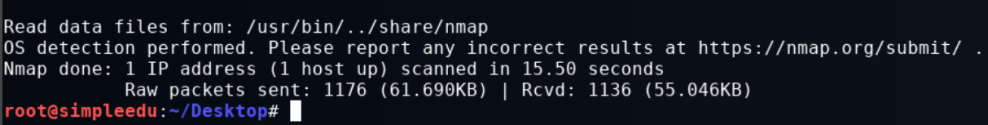 Read data files from: /usr/bin/../share/nmap
OS detection performed. Please report any incorrect results at https://nmap.org/submit/ .
Nmap done: 1 IP address (1 host up) scanned in 15.50 seconds
Raw packets sent: 1176 (61.690KB) | Rcvd: 1136 (55.046KB)
root@simpleedu:~/Desktop#